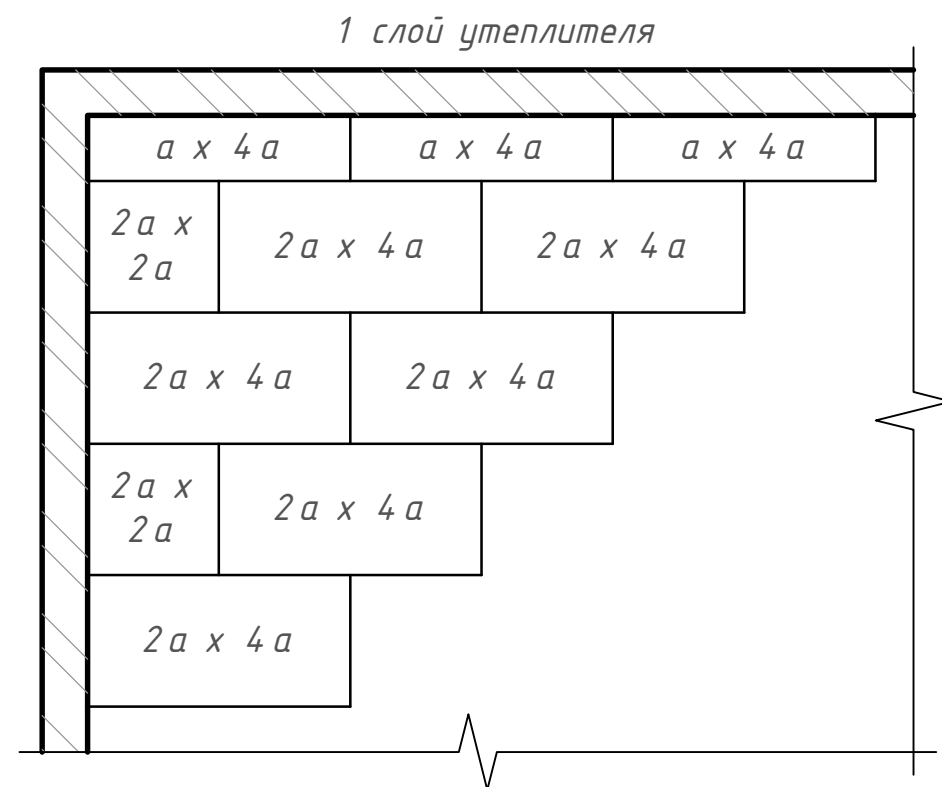 1 слой утеплителя
а х 4а а х 4а а х 4а
2а х
2а
2а х 4а 2а х 4а
2а х 4а 2а х 4а
2а х
2а
2а х 4а
2а х 4а